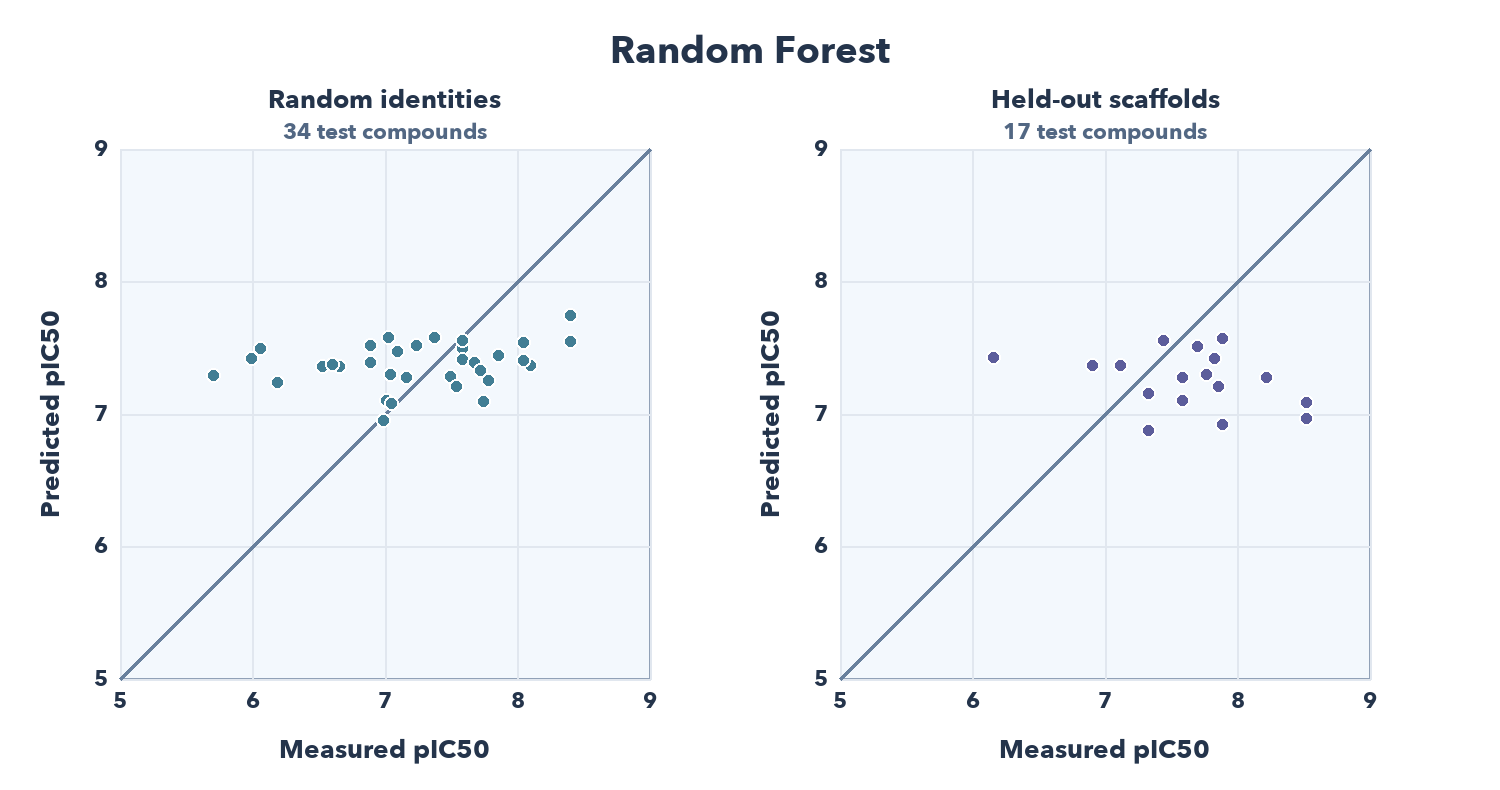 Random Forest
Random identities
34 test compounds
9
8
7
6
5
5 6 7 8 9
Predicted pIC50
Measured pIC50
Held-out scaffolds
17 test compounds
9
8
7
6
5
5 6 7 8 9
Predicted pIC50
Measured pIC50